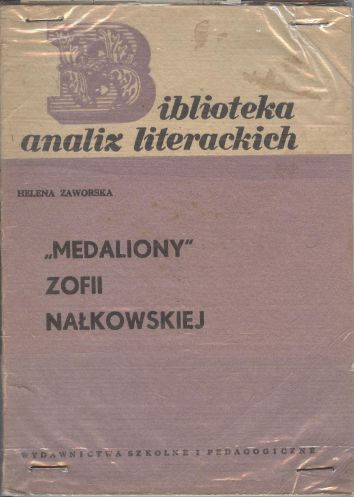 Biblioteka
analiz literackich
HELENA ZAWORSKA
„MEDALIONY"
ZOFII
NAŁKOWSKIEJ
WYDAWNICTWA SZKOLNE I PEDAGOGICZNE